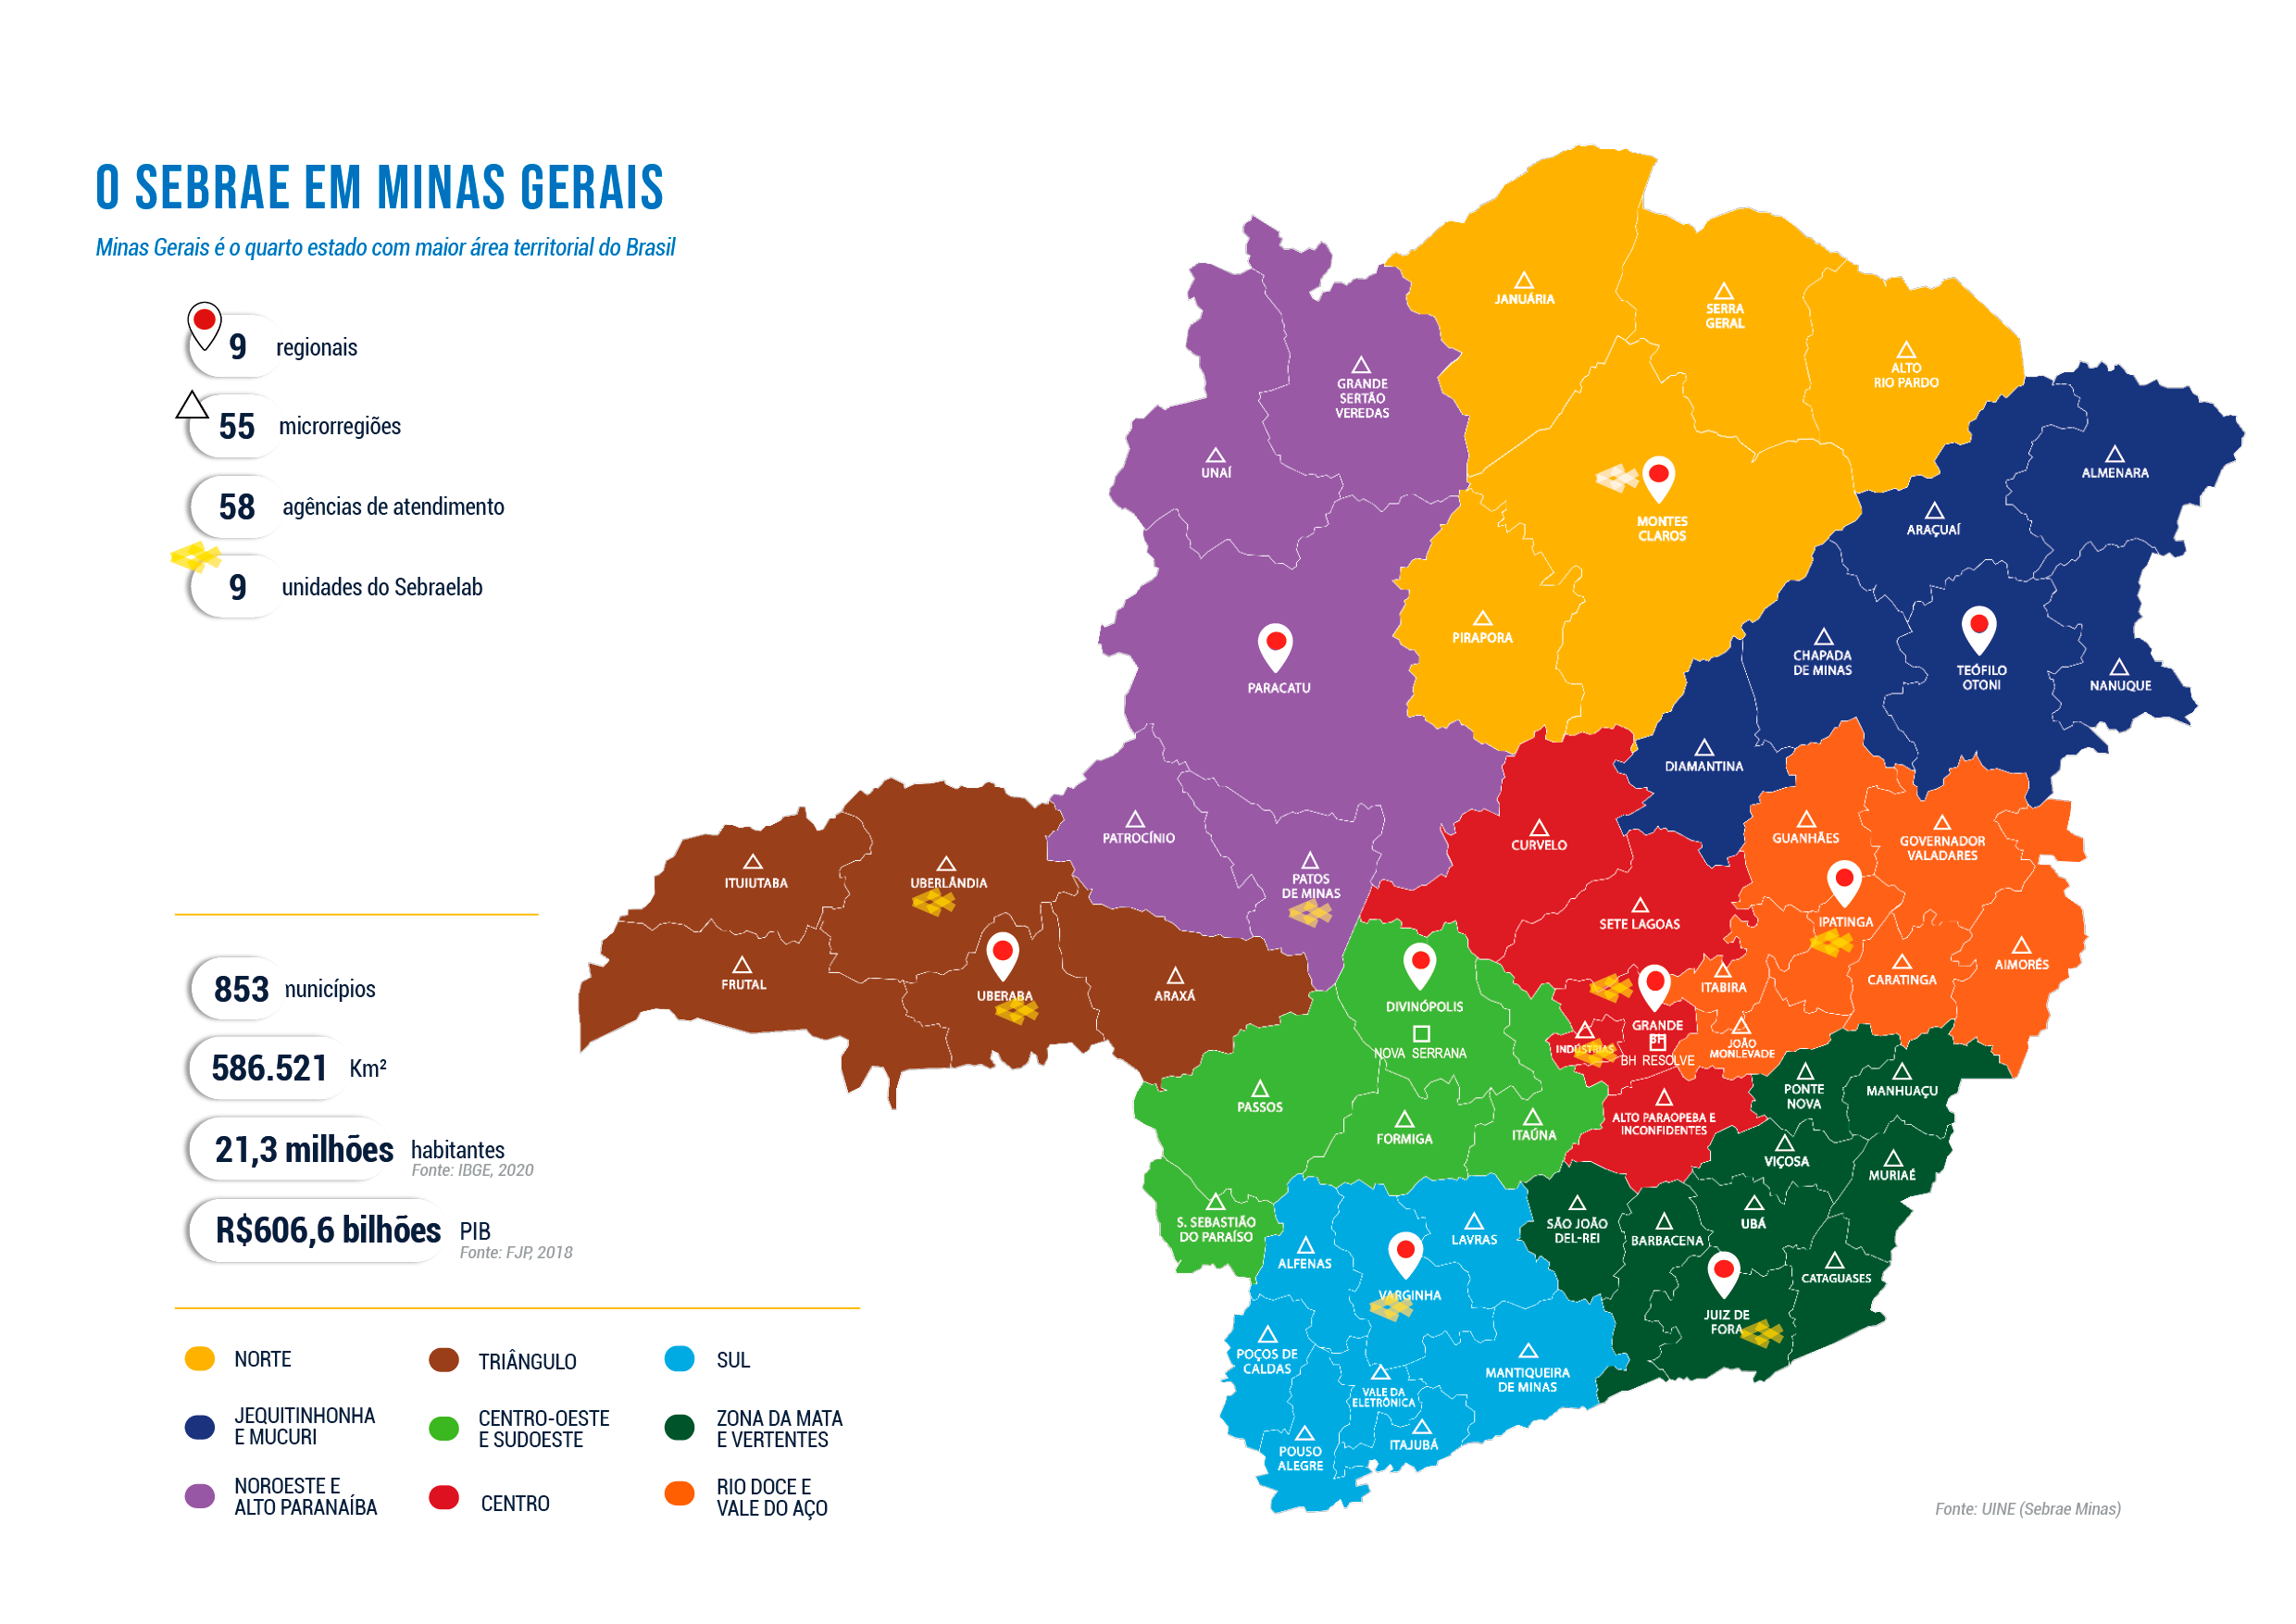 O SEBRAE EM MINAS GERAIS
Minas Gerais é o quarto estado com maior área territorial do Brasil
9 regionais
55 microrregiões
58 agências de atendimento
9 unidades do Sebraelab
853 nunicípios
586.521 Km²
21,3 milhões habitantes
Fonte: IBGE, 2020
R$606,6 bilhões PIB
Fonte: FJP, 2018
NORTE
TRIÂNGULO
SUL
JEQUITINHONHA
E MUCURI
CENTRO-OESTE
E SUDOESTE
ZONA DA MATA
E VERTENTES
NOROESTE E
ALTO PARANAÍBA
CENTRO
RIO DOCE E
VALE DO AÇO
JANUÁRIA
SERRA
GERAL
ALTO
RIO PARDO
GRANDE
SERTÃO
VEREDAS
UNAÍ
MONTES
CLAROS
ARAÇUAÍ
ALMENARA
PIRAPORA
PARACATU
CHAPADA
DE MINAS
TEÓFILO
OTONI
NANUQUE
DIAMANTINA
PATROCÍNIO
PATOS
DE MINAS
CURVELO
GUANHÃES
GOVERNADOR
VALADARES
ITUIUTABA
UBERLÂNDIA
SETE LAGOAS
IPATINGA
FRUTAL
UBERABA
ARAXÁ
DIVINÓPOLIS
NOVA SERRANA
ITABIRA
CARATINGA
AIMORÉS
INDÚSTRIAS
GRANDE
BH
BH RESOLVE
JOÃO
MONLEVADE
PASSOS
FORMIGA
ITAÚNA
ALTO PARAOPEBA E
INCONFIDENTES
PONTE
NOVA
MANHUAÇU
VIÇOSA
MURIAÉ
S. SEBASTIÃO
DO PARAÍSO
ALFENAS
LAVRAS
SÃO JOÃO
DEL-REI
BARBACENA
UBÁ
VARGINHA
CATAGUASES
JUIZ DE
FORA
POÇOS DE
CALDAS
VALE DA
ELETRÔNICA
MANTIQUEIRA
DE MINAS
POUSO
ALEGRE
ITAJUBÁ
Fonte: UINE (Sebrae Minas)